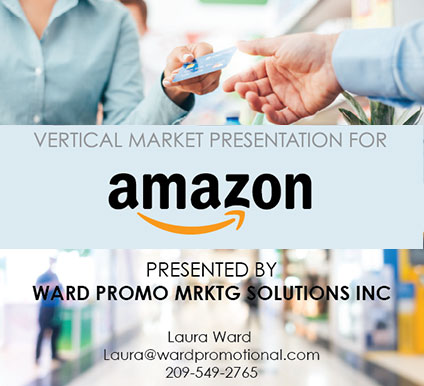 VERTICAL MARKET PRESENTATION FOR
amazon
PRESENTED BY
WARD PROMO MRKTG SOLUTIONS INC
Laura Ward
Laura@wardpromotional.com
209-549-2765